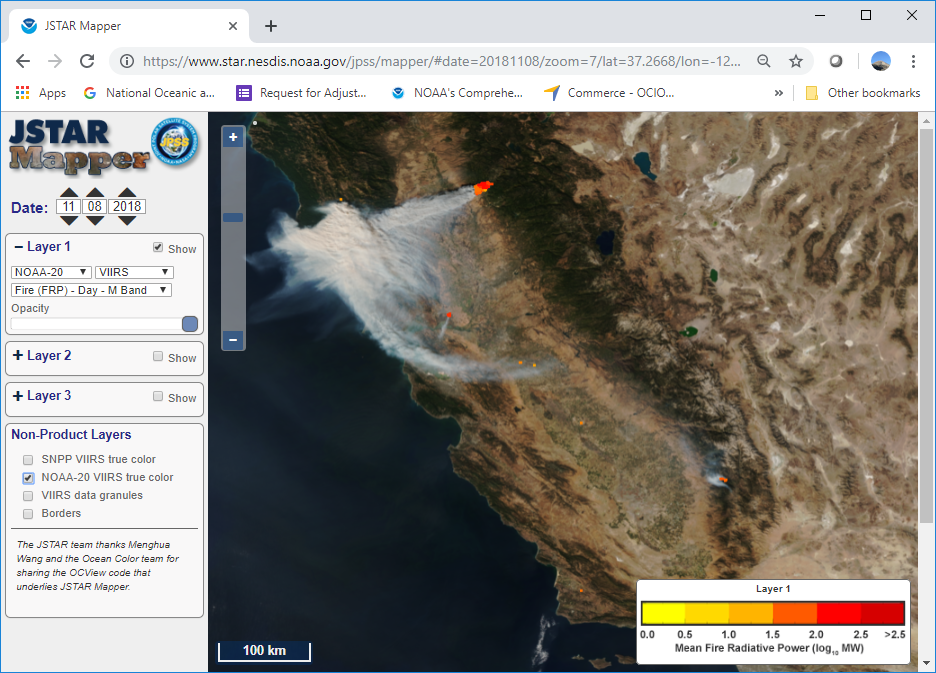 JSTAR Mapper
https://www.star.nesdis.noaa.gov/jpss/mapper/#date=20181108/zoom=7/lat=37.2668/lon=-12...
Apps
National Oceanic a...
Request for Adjust...
NOAA's Comprehe...
Commerce - OCIO...
»
Other bookmarks
JSTAR
Mapper
JPSS
Date: 11 08 2018
− Layer 1
Show
NOAA-20 VIIRS
Fire (FRP) - Day - M Band
Opacity
+ Layer 2
Show
+ Layer 3
Show
Non-Product Layers
SNPP VIIRS true color
NOAA-20 VIIRS true color
VIIRS data granules
Borders
The JSTAR team thanks Menghua
Wang and the Ocean Color team for
sharing the OCView code that
underlies JSTAR Mapper.
+
−
100 km
Layer 1
0.0 0.5 1.0 1.5 2.0 2.5 >2.5
Mean Fire Radiative Power (log₁₀ MW)